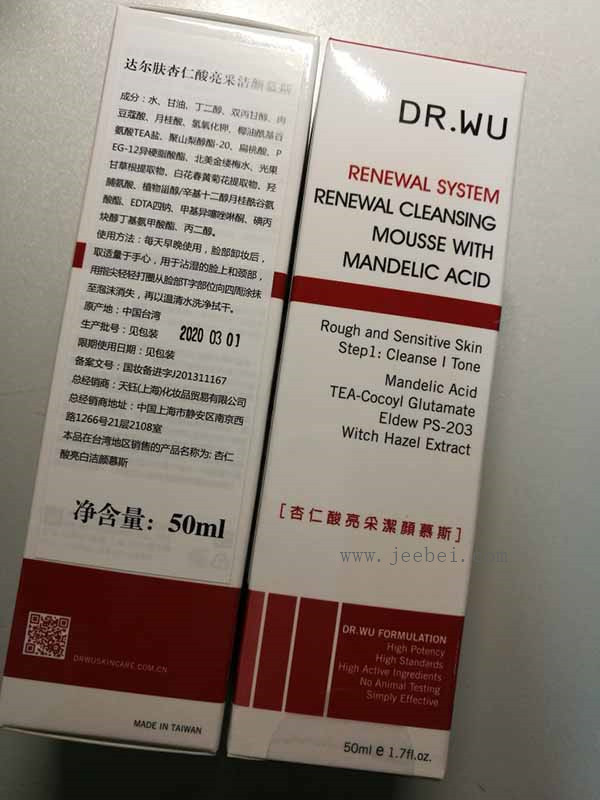 达尔肤杏仁酸亮采洁颜慕斯
成分：水、甘油、丁二醇、双丙甘醇、肉
豆蔻酸、月桂酸、氢氧化钾、椰油酰基谷
氨酸TEA盐、聚山梨醇酯-20、扁桃酸、P
EG-12异硬脂酸酯、北美金缕梅水、光果
甘草根提取物、白花春黄菊花提取物、羟
脯氨酸、植物甾醇/辛基十二醇月桂酰谷氨
酸酯、EDTA四钠、甲基异噻唑啉酮、碘丙
炔醇丁基氨甲酸酯、丙二醇。
使用方法：每天早晚使用，脸部卸妆后，
取适量于手心，用于沾湿的脸上和颈部，
用指尖轻轻打圈从脸部T字部位向四周涂抹
至泡沫消失，再以温清水洗净拭干。
原产地：中国台湾
生产批号：见包装
2020 03 01
限期使用日期：见包装
备案文号：国妆备进字J201311167
总经销商：天钰(上海)化妆品贸易有限公司
总经销商地址：中国上海市静安区南京西
路1266号21层2108室
本品在台湾地区销售的产品名称为: 杏仁
酸亮白洁颜慕斯
净含量：50ml
DRWUSKINCARE.COM.CN
MADE IN TAIWAN
DR.WU
RENEWAL SYSTEM
RENEWAL CLEANSING
MOUSSE WITH
MANDELIC ACID
Rough and Sensitive Skin
Step1: Cleanse I Tone
Mandelic Acid
TEA-Cocoyl Glutamate
Eldew PS-203
Witch Hazel Extract
[杏仁酸亮采潔顏慕斯]
www.jeebei.com
DR.WU FORMULATION
High Potency
High Standards
High Active Ingredients
No Animal Testing
Simply Effective
50ml e 1.7fl.oz.